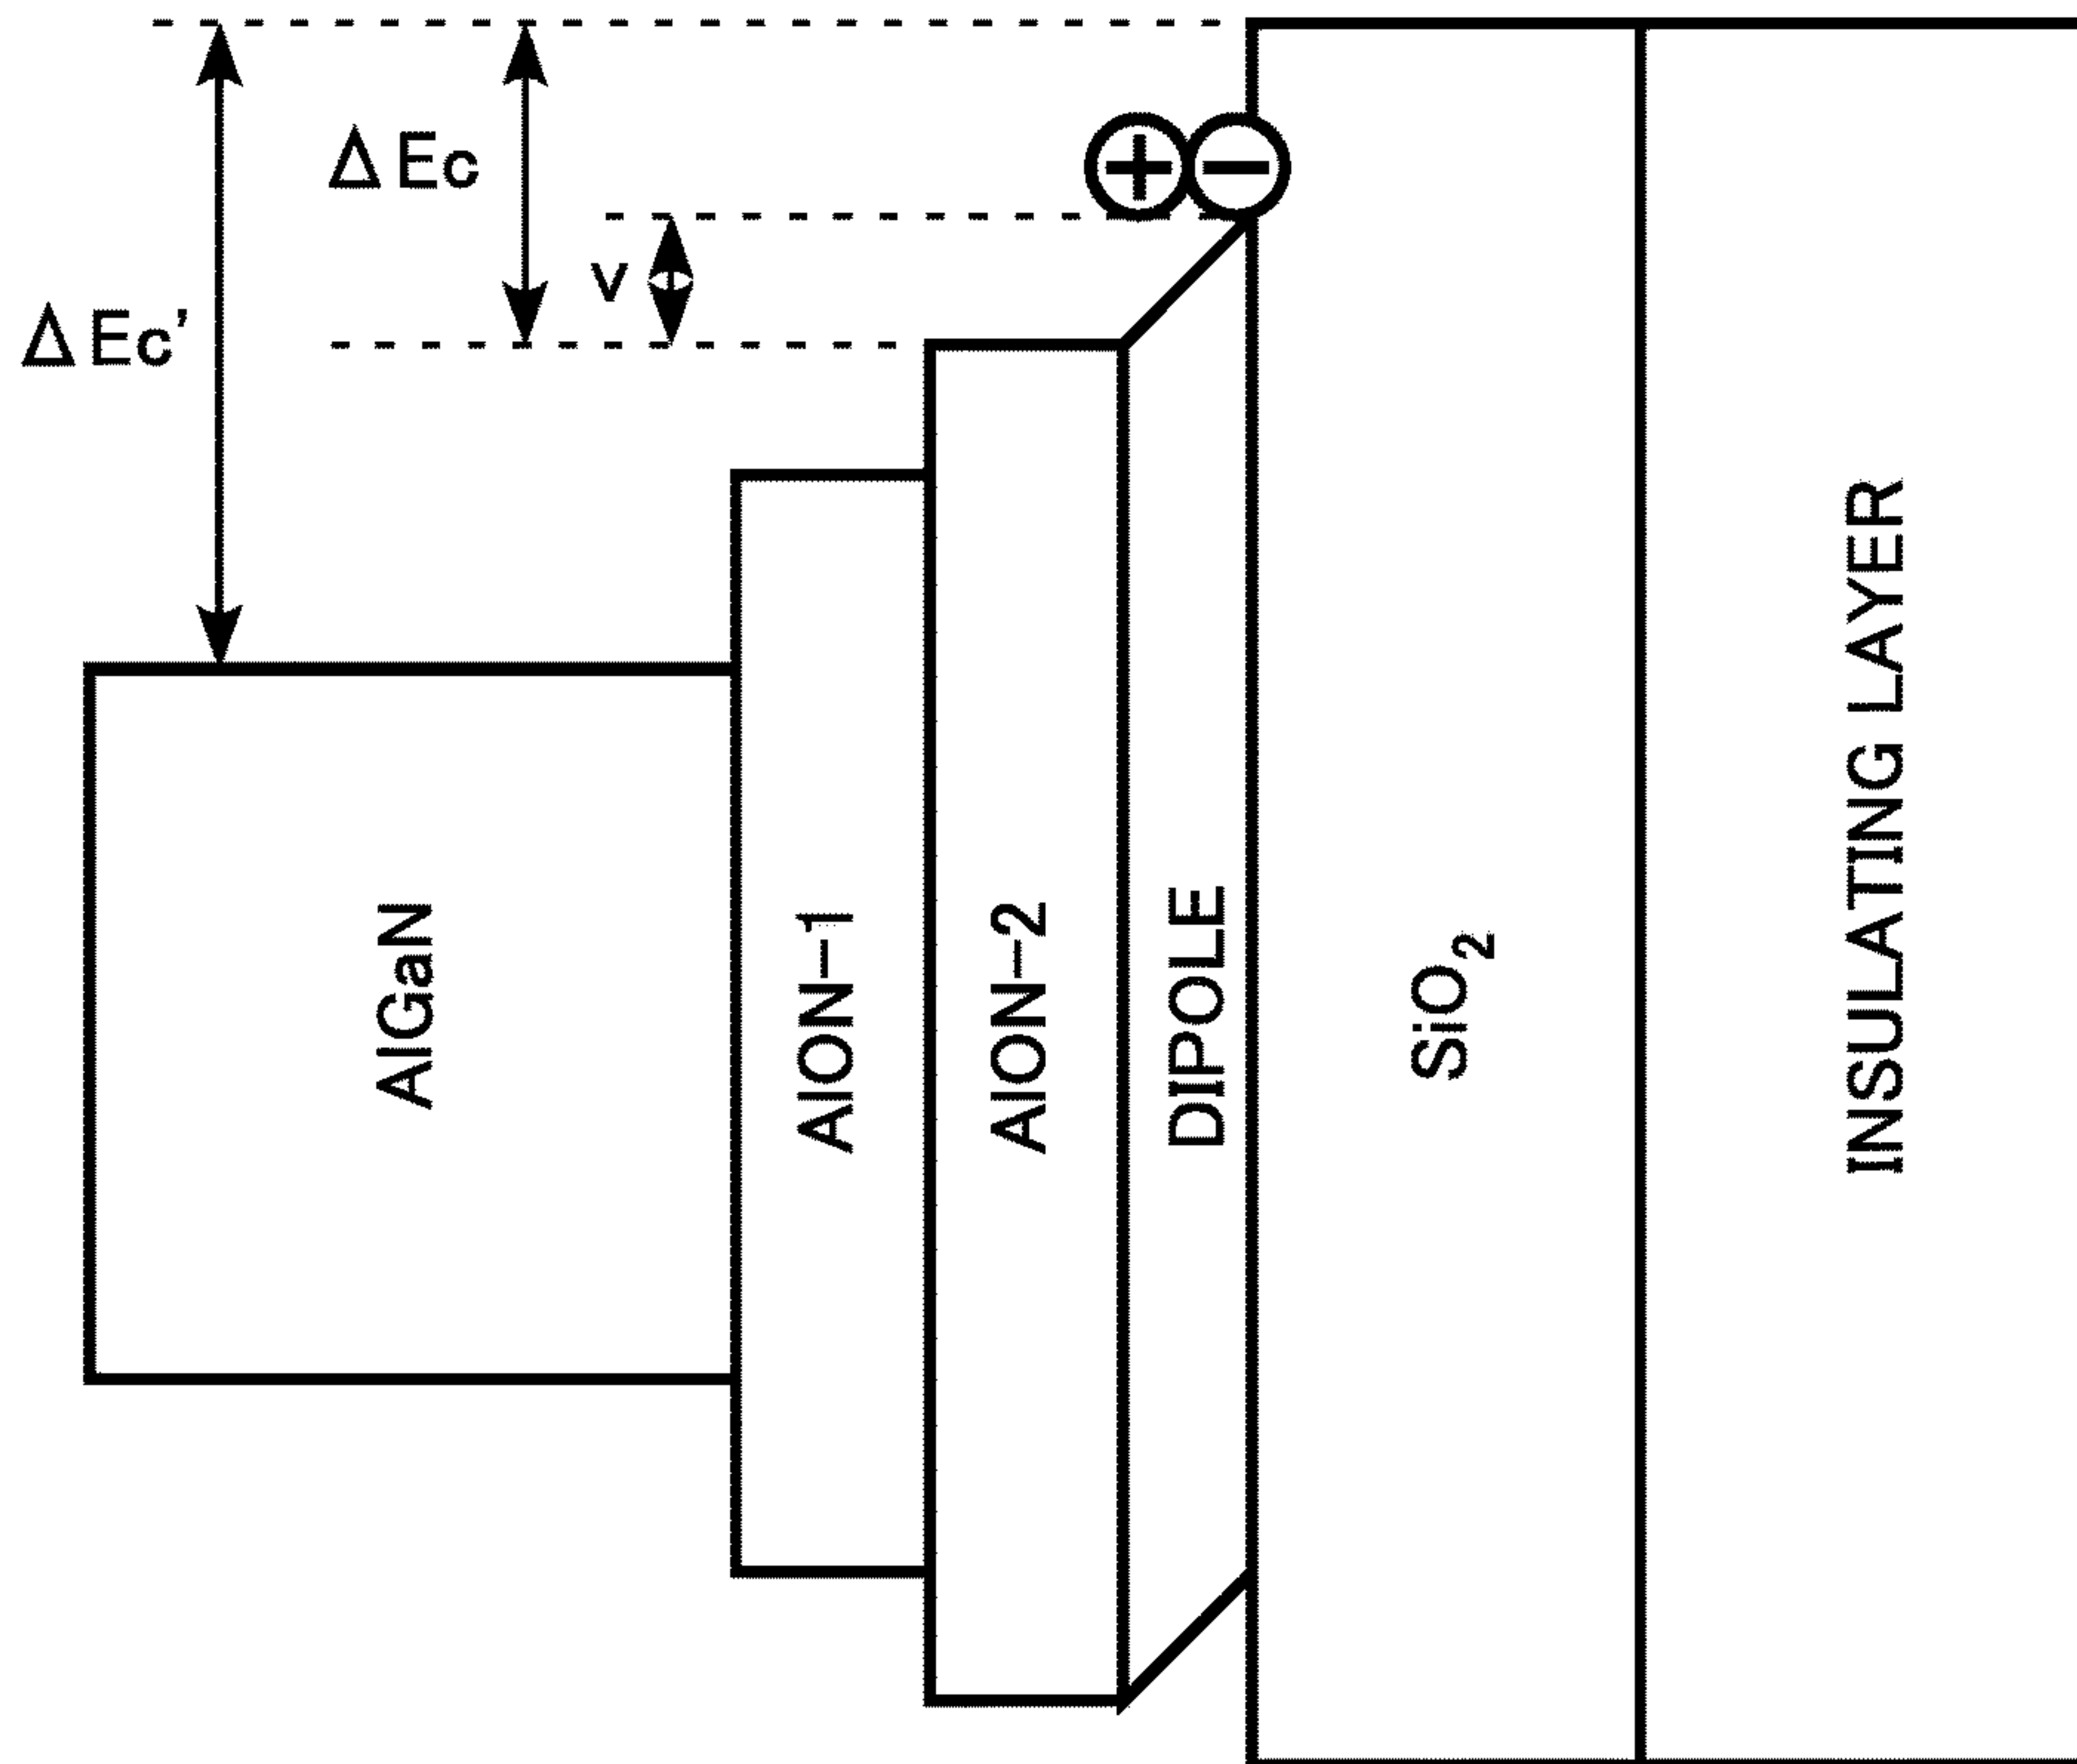 ΔEc
v
ΔEc’
AlGaN
AlON–1
AlON–2
DIPOLE
SiO₂
INSULATING LAYER